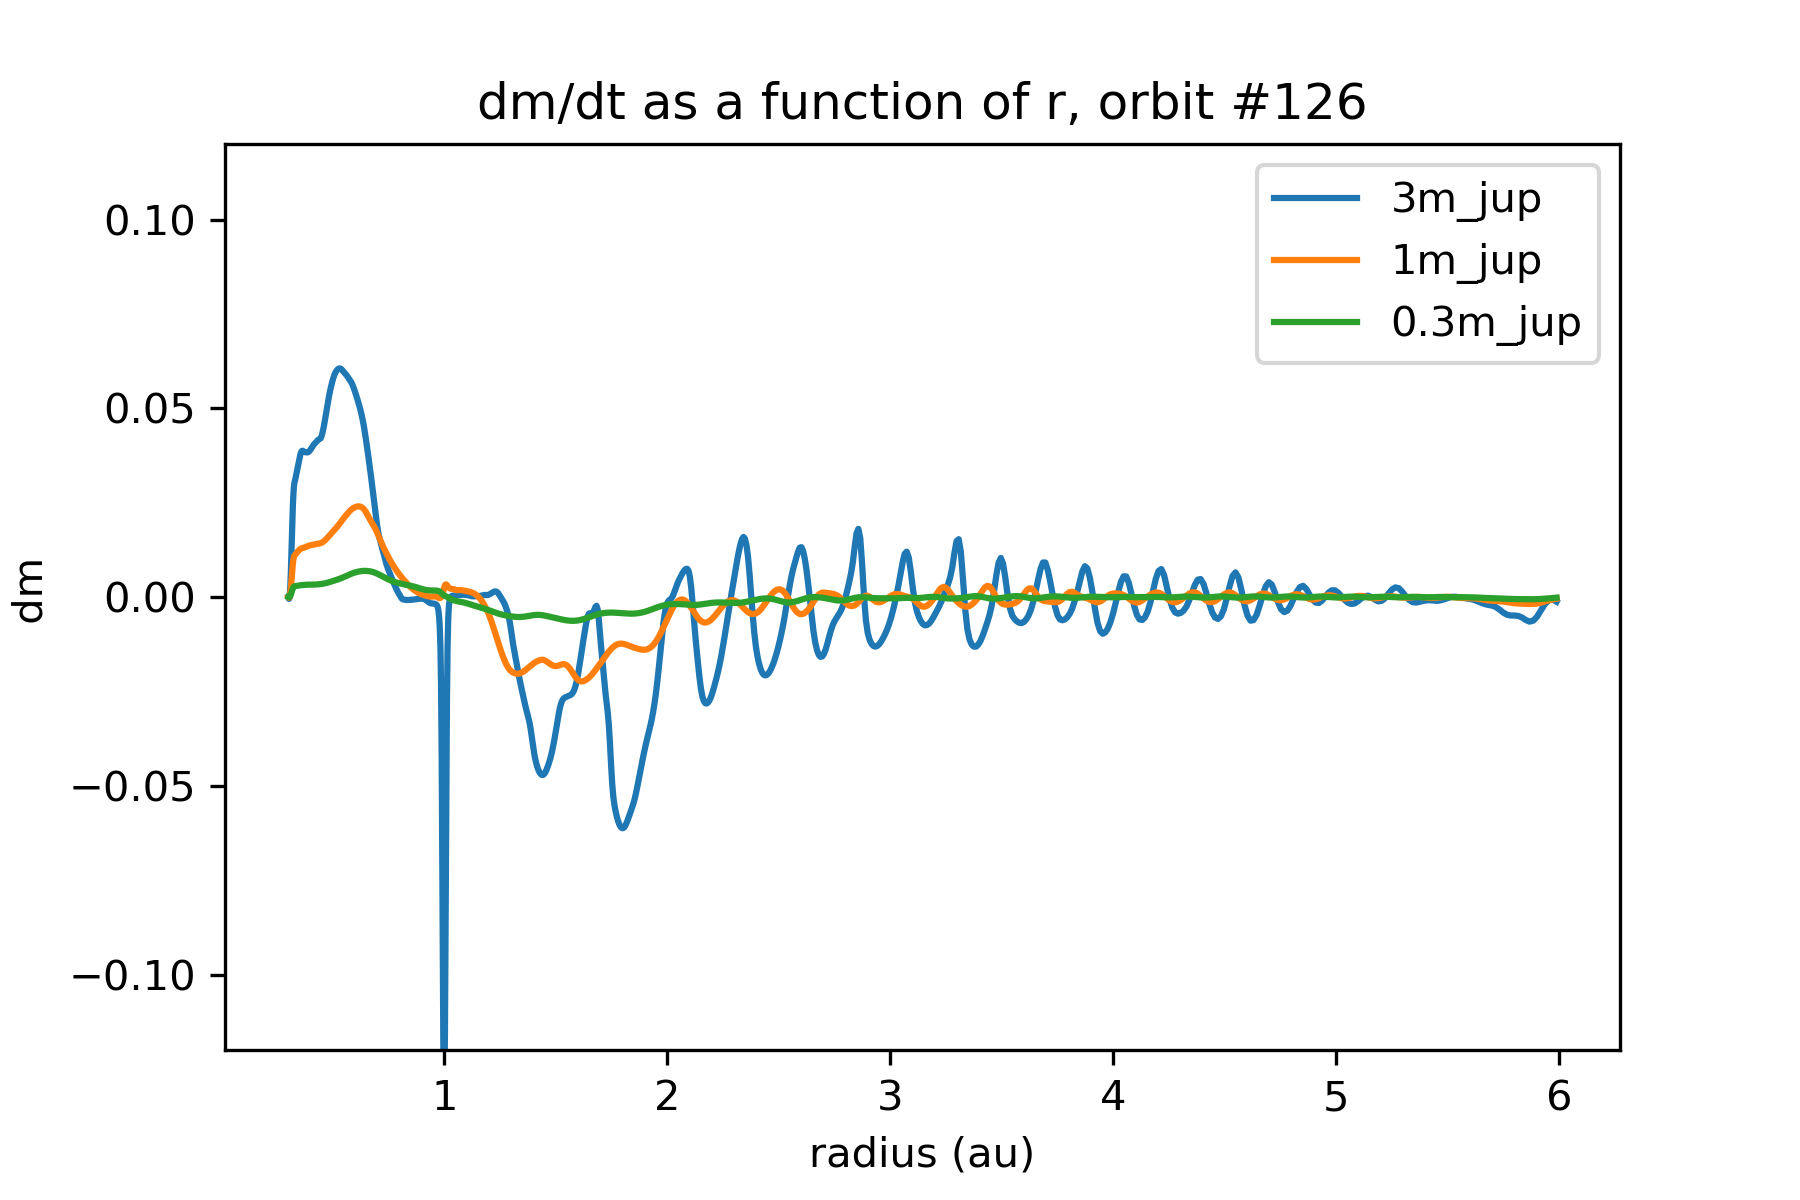 dm/dt as a function of r, orbit #126
3m_jup
1m_jup
0.3m_jup
0.10
0.05
0.00
−0.05
−0.10
dm
1 2 3 4 5 6
radius (au)